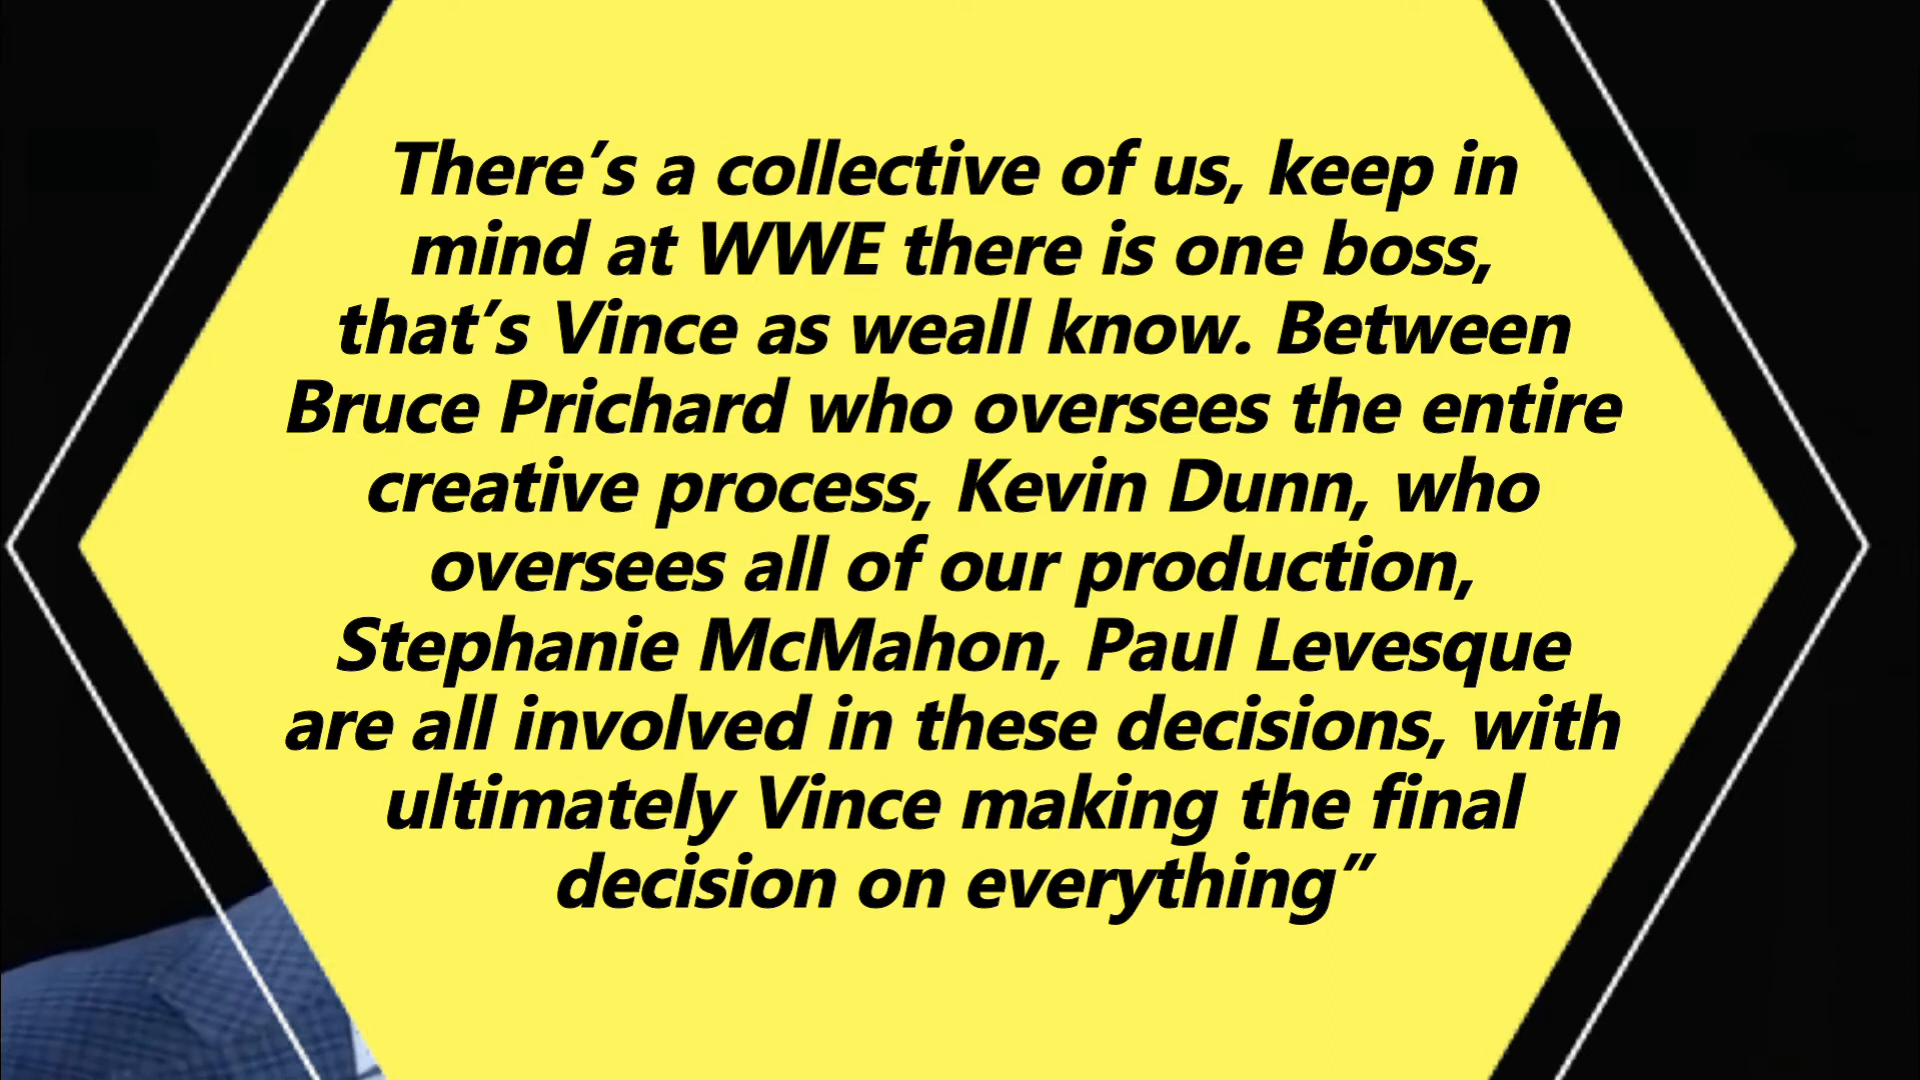 There’s a collective of us, keep in
mind at WWE there is one boss,
that’s Vince as weall know. Between
Bruce Prichard who oversees the entire
creative process, Kevin Dunn, who
oversees all of our production,
Stephanie McMahon, Paul Levesque
are all involved in these decisions, with
ultimately Vince making the final
decision on everything”